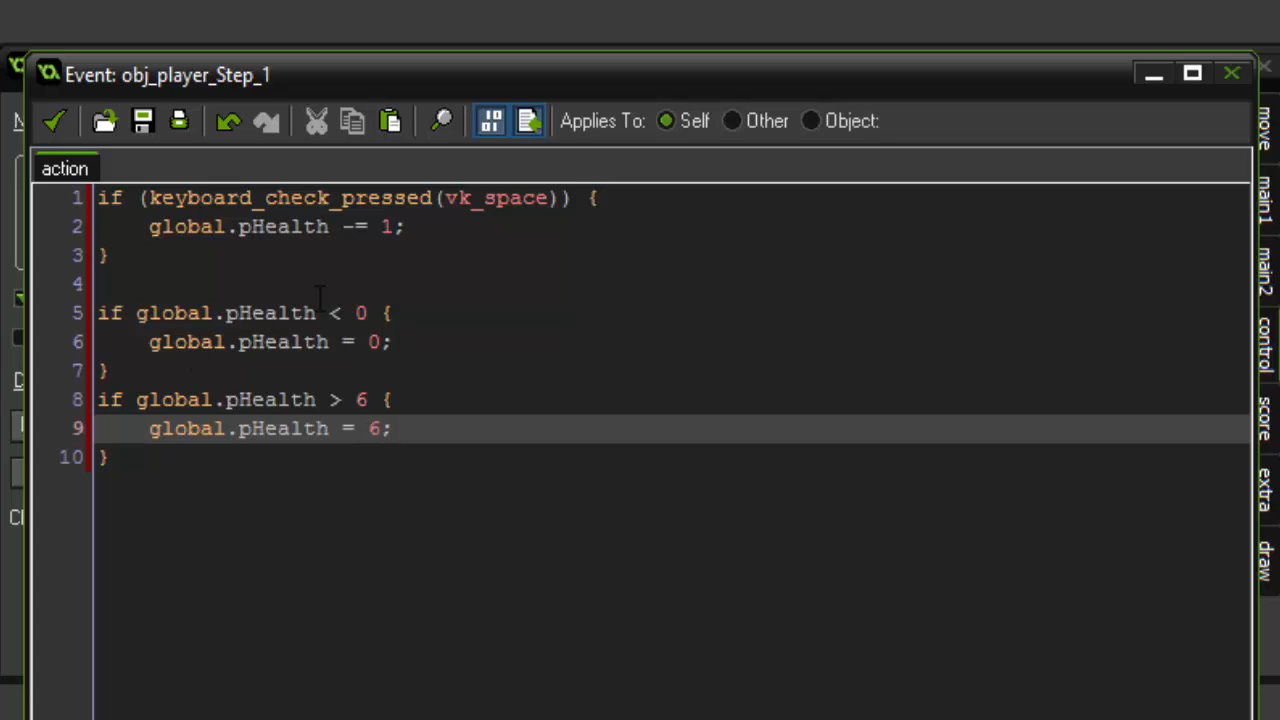 Event: obj_player_Step_1
Applies To: Self Other Object:
action
1 if (keyboard_check_pressed(vk_space)) {
2 global.pHealth -= 1;
3 }
4
5 if global.pHealth < 0 {
6 global.pHealth = 0;
7 }
8 if global.pHealth > 6 {
9 global.pHealth = 6;
10 }
move
main1
main2
control
score
extra
draw